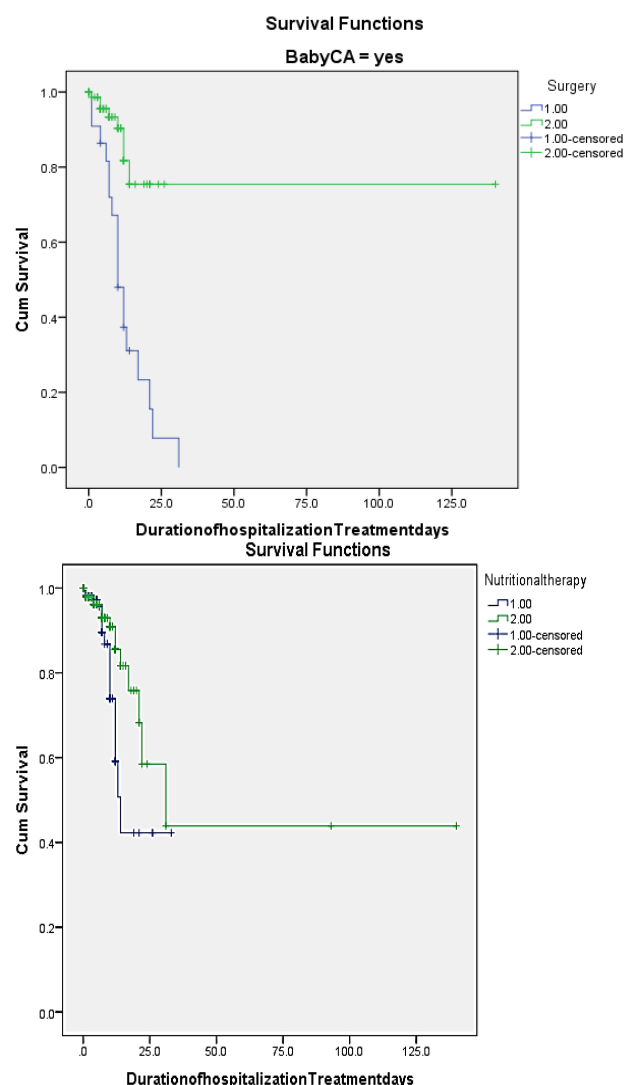 Survival Functions
BabyCA = yes
Surgery
1.00
2.00
1.00-censored
2.00-censored
1.0
0.8
0.6
0.4
0.2
0.0
Cum Survival
.0 25.0 50.0 75.0 100.0 125.0
DurationofhospitalizationTreatmentdays
Survival Functions
Nutritionaltherapy
1.00
2.00
1.00-censored
2.00-censored
1.0
0.8
0.6
0.4
0.2
0.0
Cum Survival
.0 25.0 50.0 75.0 100.0 125.0
DurationofhospitalizationTreatmentdays